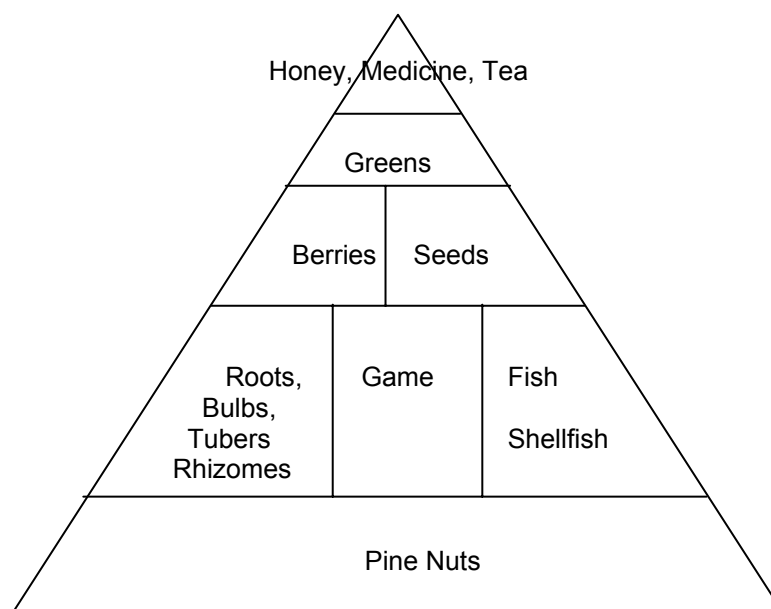 Honey, Medicine, Tea
Greens
Berries
Seeds
Roots,
Bulbs,
Tubers
Rhizomes
Game
Fish
Shellfish
Pine Nuts